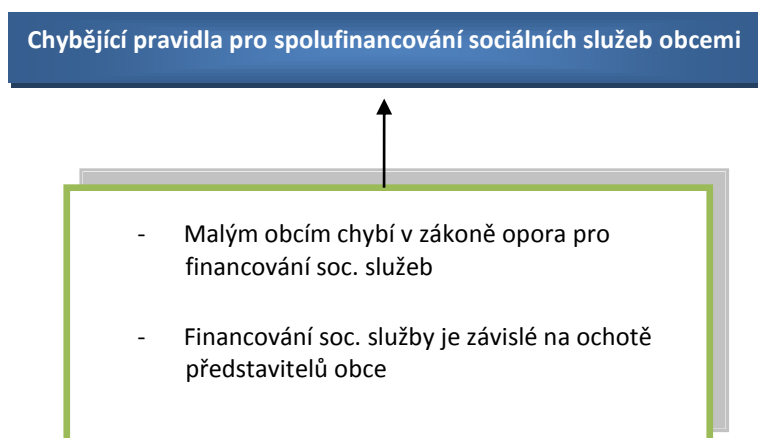 Chybějící pravidla pro spolufinancování sociálních služeb obcemi
- Malým obcím chybí v zákoně opora pro
financování soc. služeb
- Financování soc. služby je závislé na ochotě
představitelů obce